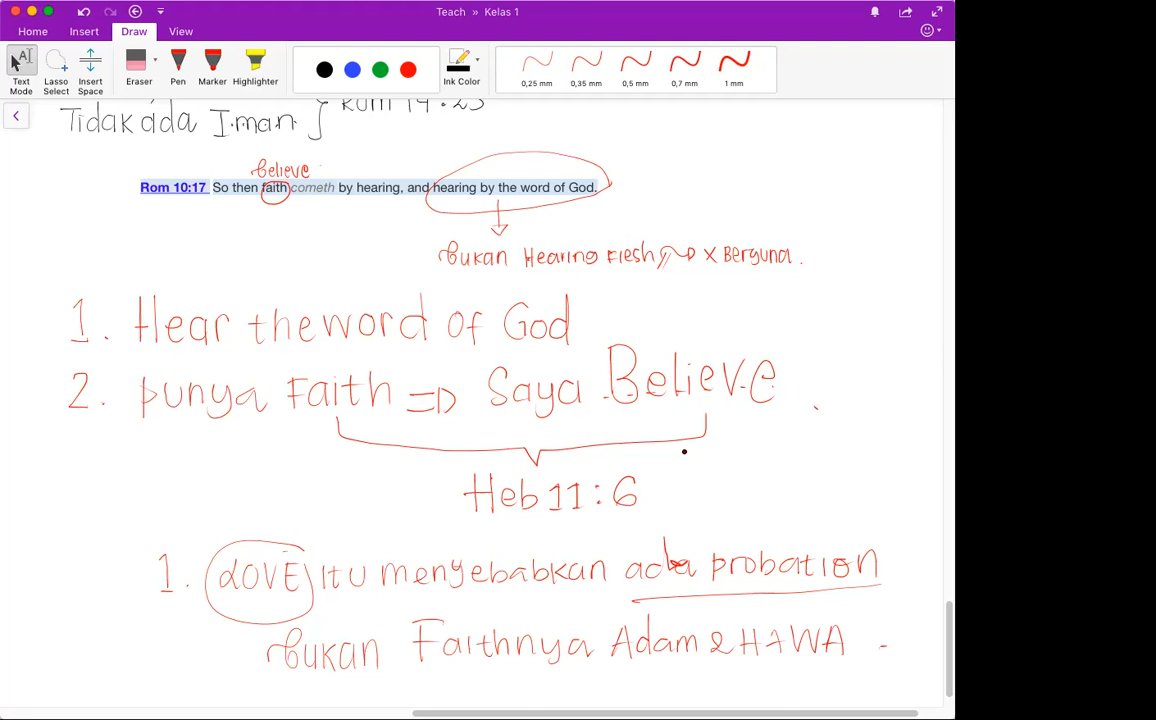 Teach > Kelas 1
Home Insert Draw View
Text Mode
Lasso Select
Insert Space
Eraser
Pen
Marker
Highlighter
Ink Color
0,25 mm
0,35 mm
0,5 mm
0,7 mm
1 mm
Tidak ada Iman } Rom 14:23
believe
Rom 10:17 So then faith cometh by hearing, and hearing by the word of God.
bukan Hearing Flesh x Berguna.
1. Hear the word of God
2. punya Faith => Saya Believe.
Heb 11:6
1. LOVE itu menyebabkan ada probation
bukan Faithnya Adam & HAWA